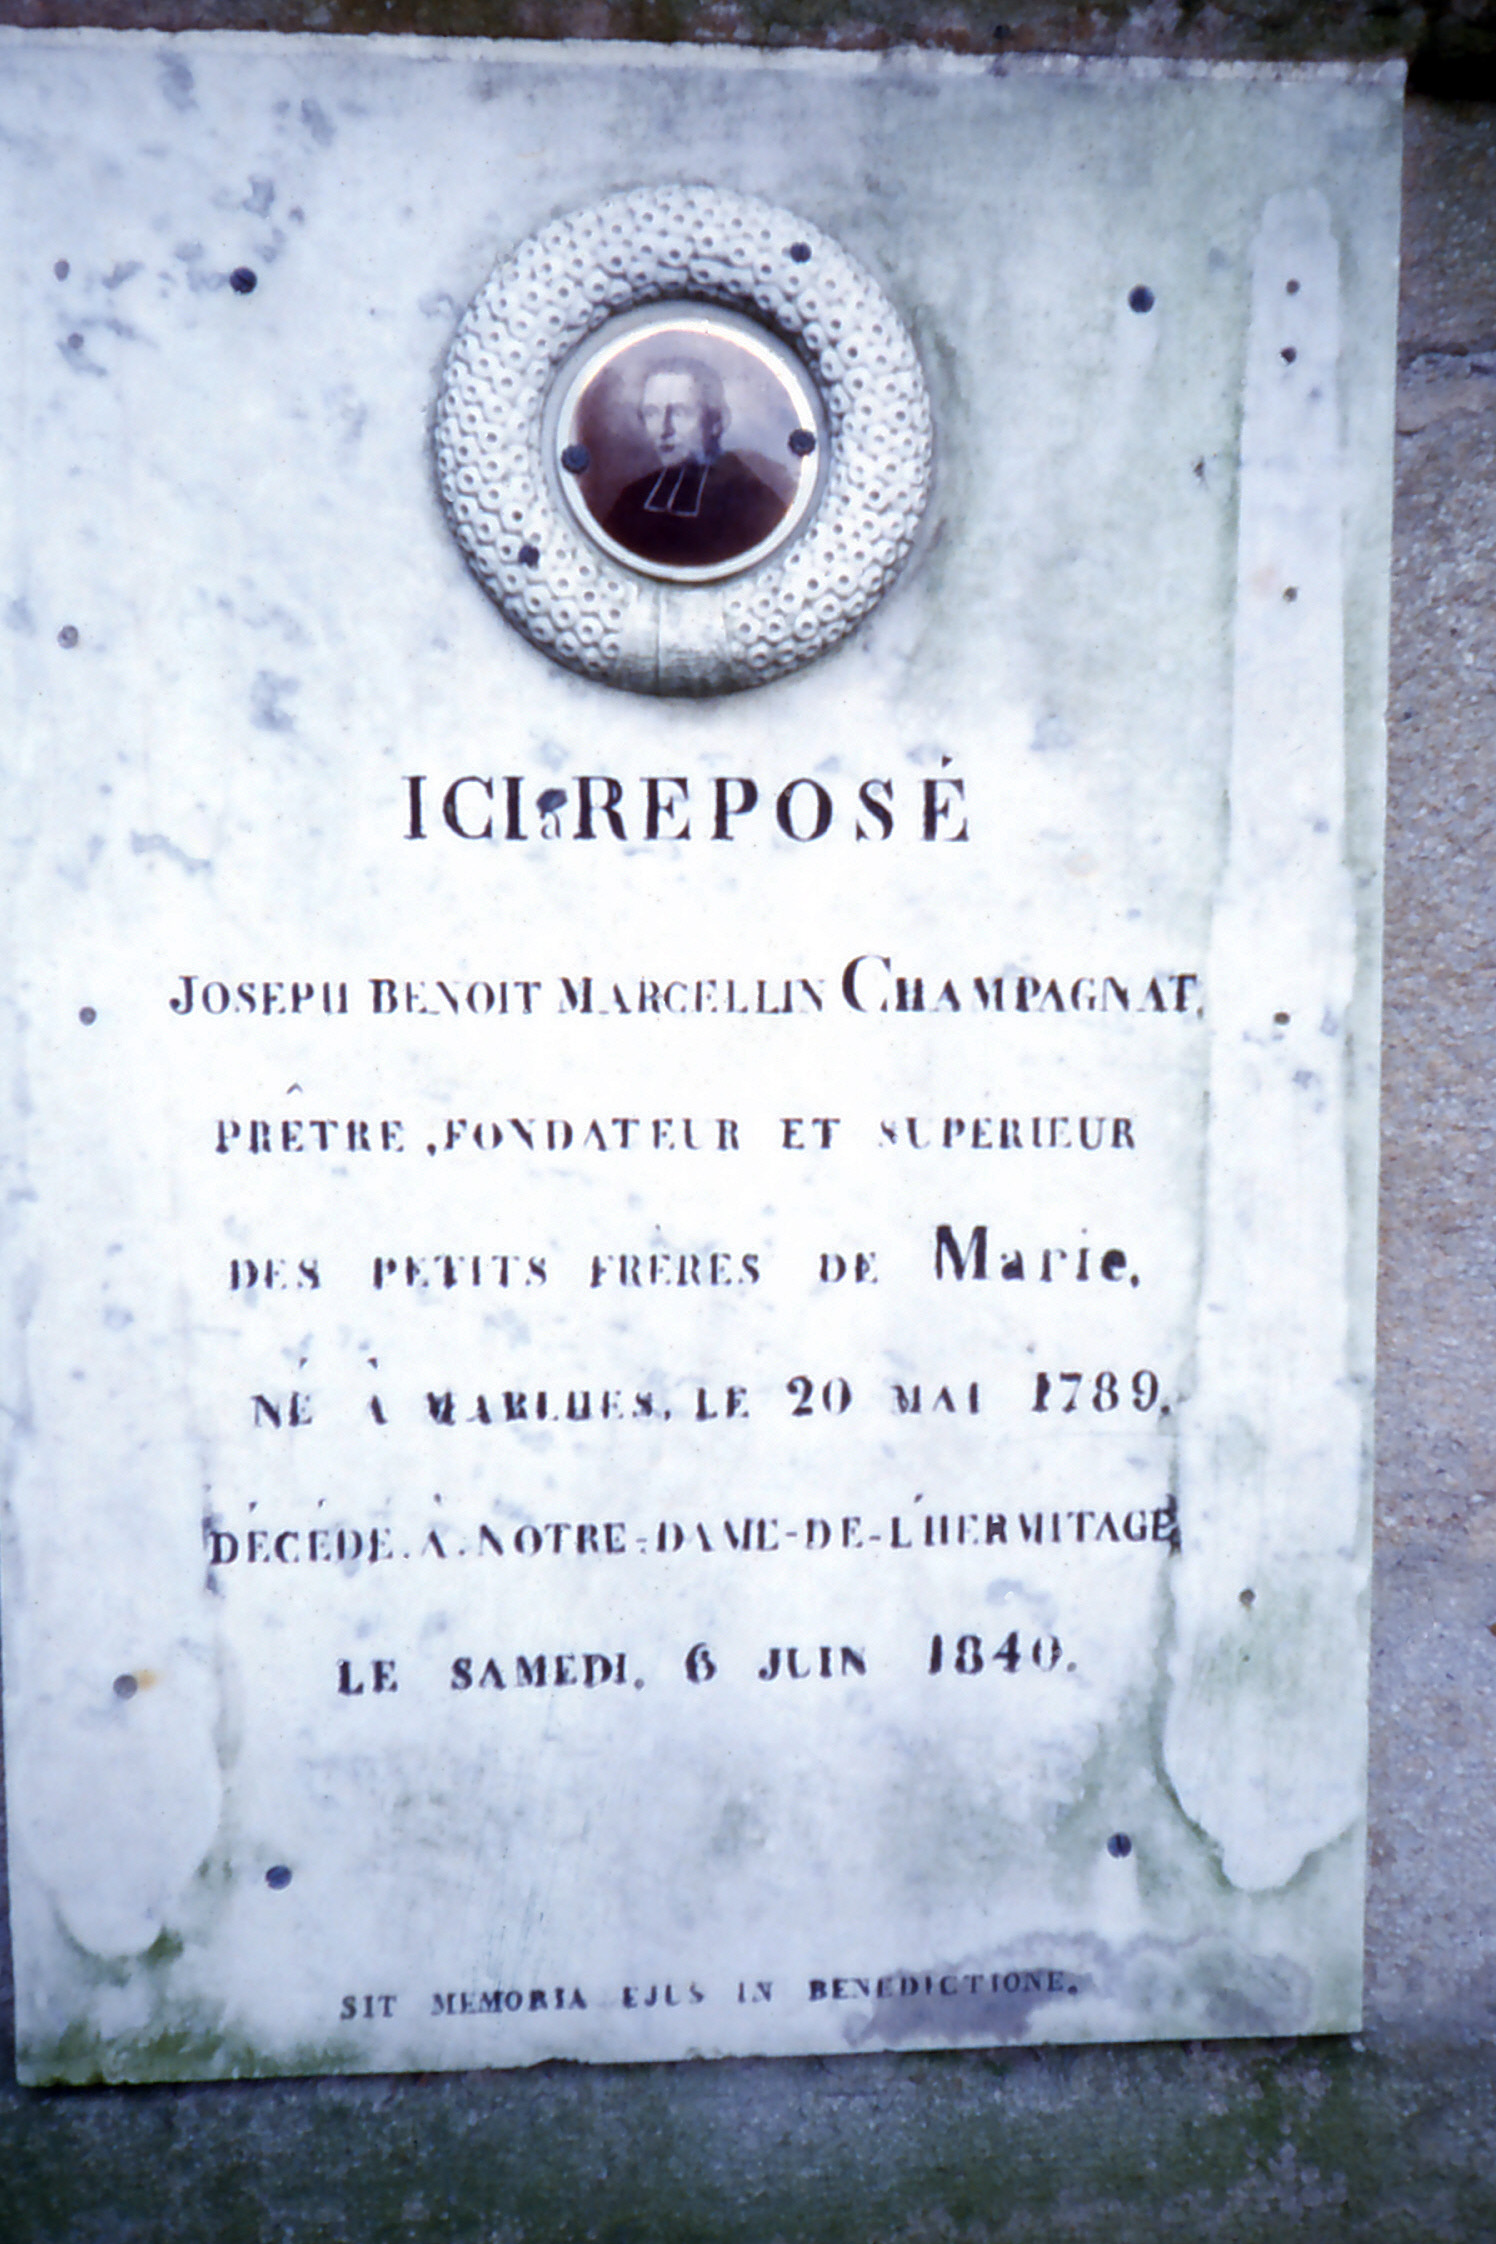 ICI a REPOSÉ
JOSEPH BENOIT MARCELLIN CHAMPAGNAT,
PRÊTRE, FONDATEUR ET SUPERIEUR
DES PETITS FRÈRES DE Marie,
NÉ À MARLHES, LE 20 MAI 1789,
DÉCÉDÉ. À. NOTRE-DAME-DE-L'HERMITAGE,
LE SAMEDI, 6 JUIN 1840.
SIT MEMORIA EJUS IN BENEDICTIONE.